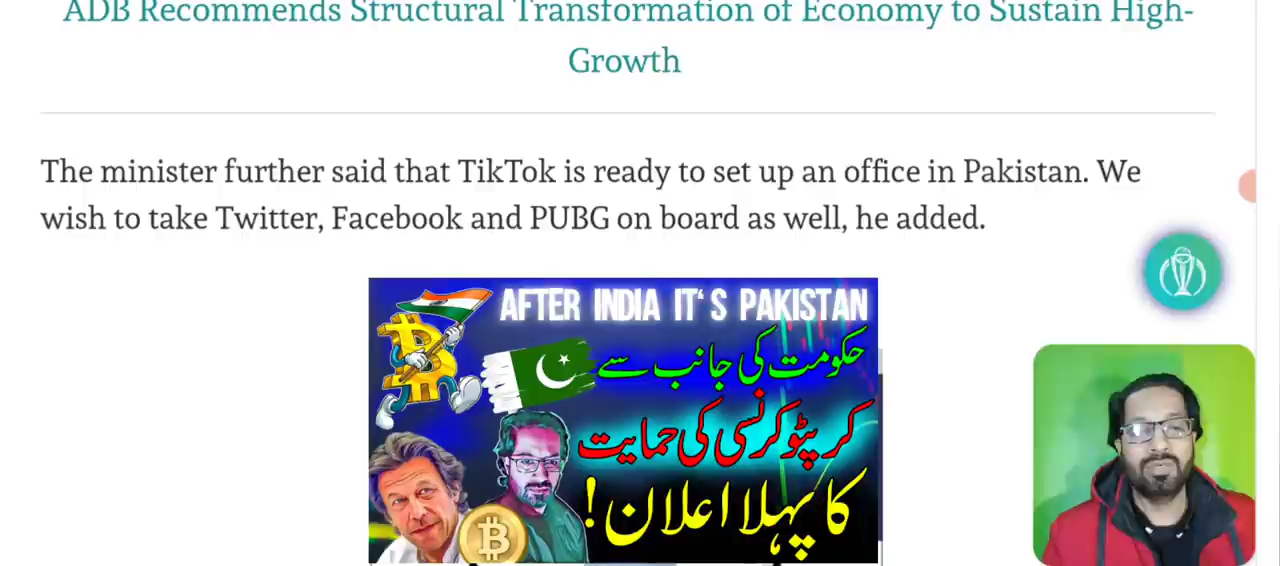 ADB Recommends Structural Transformation of Economy to Sustain High-
Growth
The minister further said that TikTok is ready to set up an office in Pakistan. We
wish to take Twitter, Facebook and PUBG on board as well, he added.
AFTER INDIA IT'S PAKISTAN
حکومت کی جانب سے
کرپٹو کرنسی کی حمایت
کا پہلا اعلان!